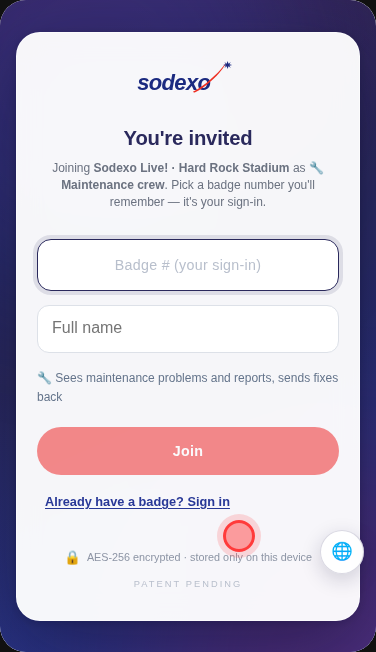 sodexo
You're invited
Joining Sodexo Live! · Hard Rock Stadium as 🔧
Maintenance crew. Pick a badge number you'll
remember — it's your sign-in.
Badge # (your sign-in)
Full name
🔧 Sees maintenance problems and reports, sends fixes
back
Join
Already have a badge? Sign in
🔒 AES-256 encrypted · stored only on this device
PATENT PENDING